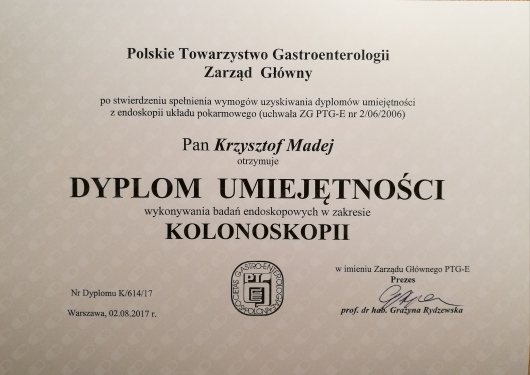 Polskie Towarzystwo Gastroenterologii
Zarząd Główny
po stwierdzeniu spełnienia wymogów uzyskiwania dyplomów umiejętności
z endoskopii układu pokarmowego (uchwała ZG PTG-E nr 2/06/2006)
Pan Krzysztof Madej
otrzymuje
DYPLOM UMIEJĘTNOŚCI
wykonywania badań endoskopowych w zakresie
KOLONOSKOPII
w imieniu Zarządu Głównego PTG-E
Prezes
prof. dr hab. Grażyna Rydzewska
Nr Dyplomu K/614/17
Warszawa, 02.08.2017 r.
PTG